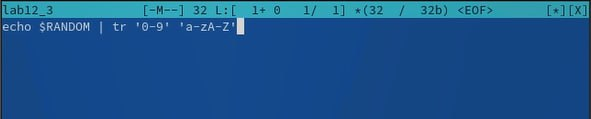 lab12_3 [-M--] 32 L:[ 1+ 0 1/ 1] *(32 / 32b) <EOF> [*][X]
echo $RANDOM | tr '0-9' 'a-zA-Z'